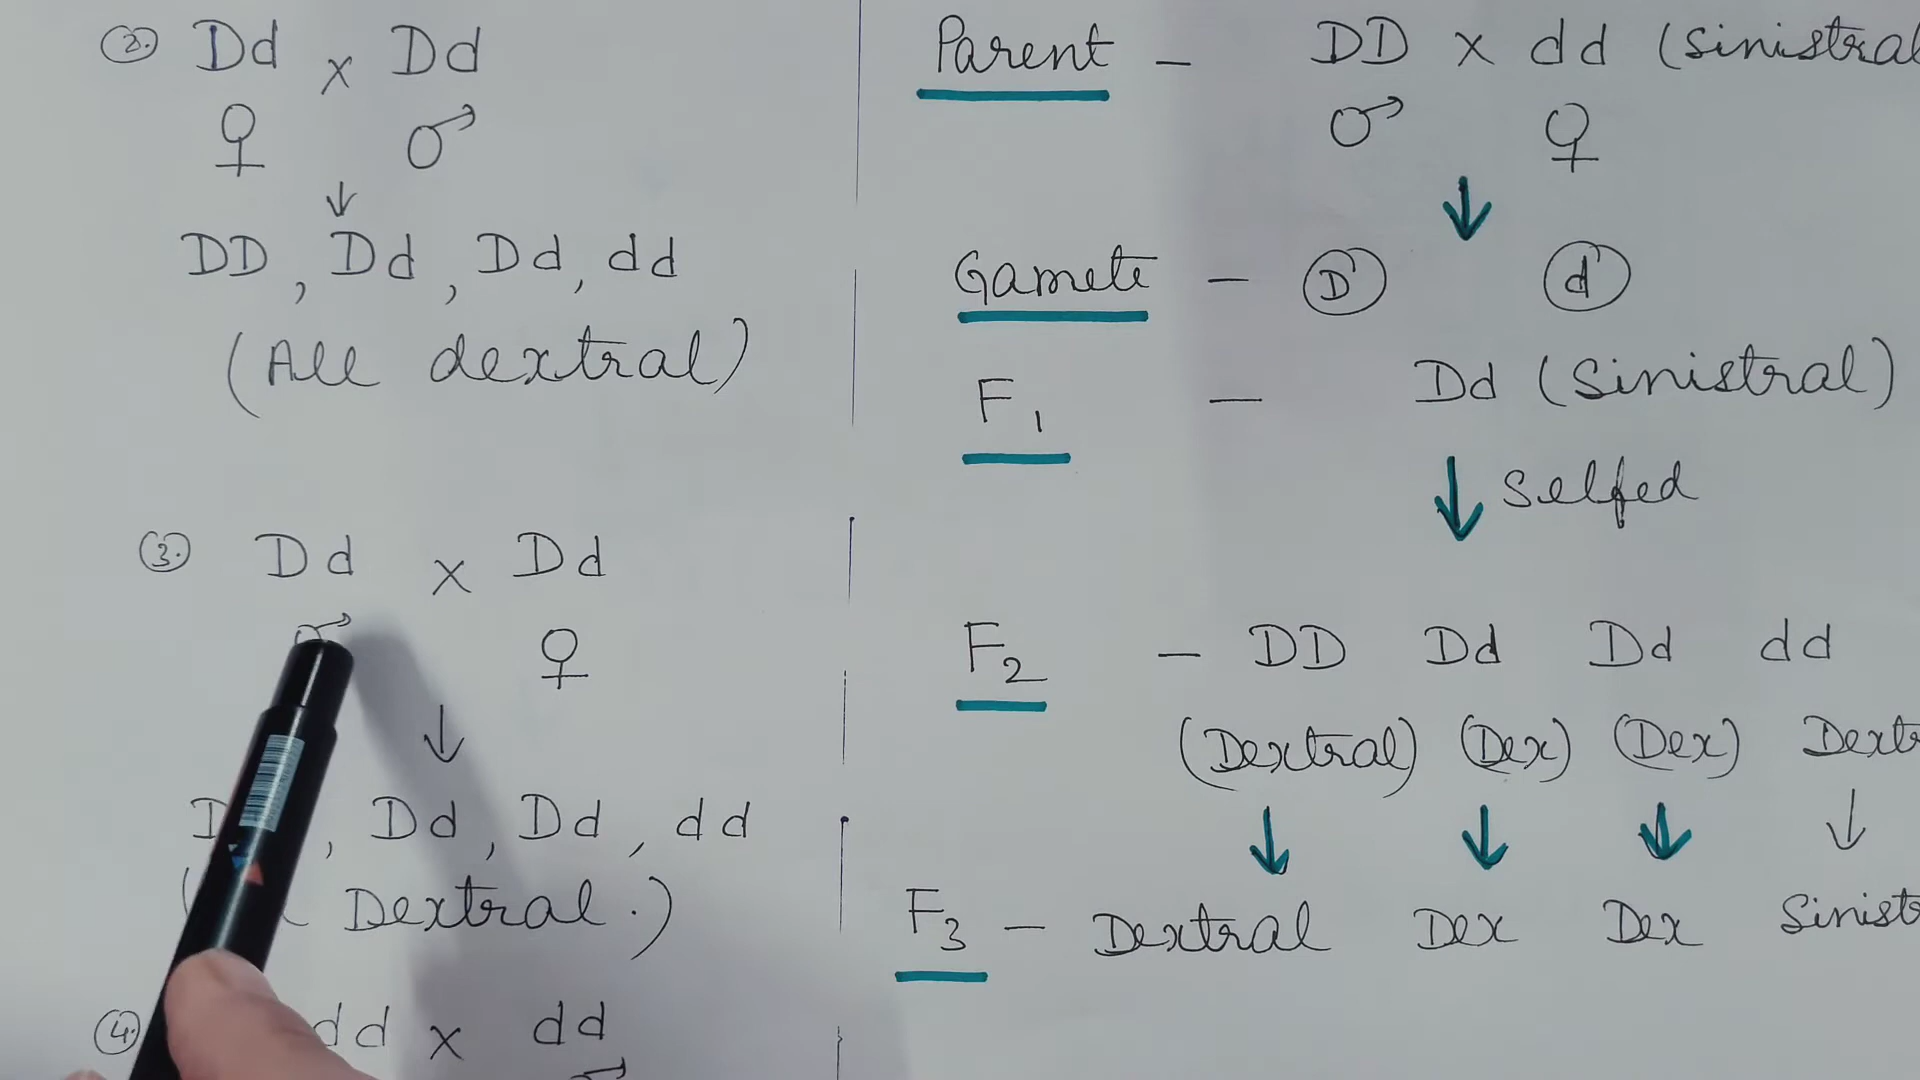 2. Dd x Dd
♀ ♂
↓
DD, Dd, Dd, dd
(All dextral)
3. Dd x Dd
♂ ♀
↓
Dd, Dd, dd
Dextral.)
4. dd x dd
♂
Parent - DD x dd (Sinistral
♂ ♀
↓
Gamete - D d
F1 - Dd (Sinistral)
↓ Selfed
F2 - DD Dd Dd dd
(Dextral) (Dex) (Dex) Dext
↓ ↓ ↓ ↓
F3 - Dextral Dex Dex Sinist